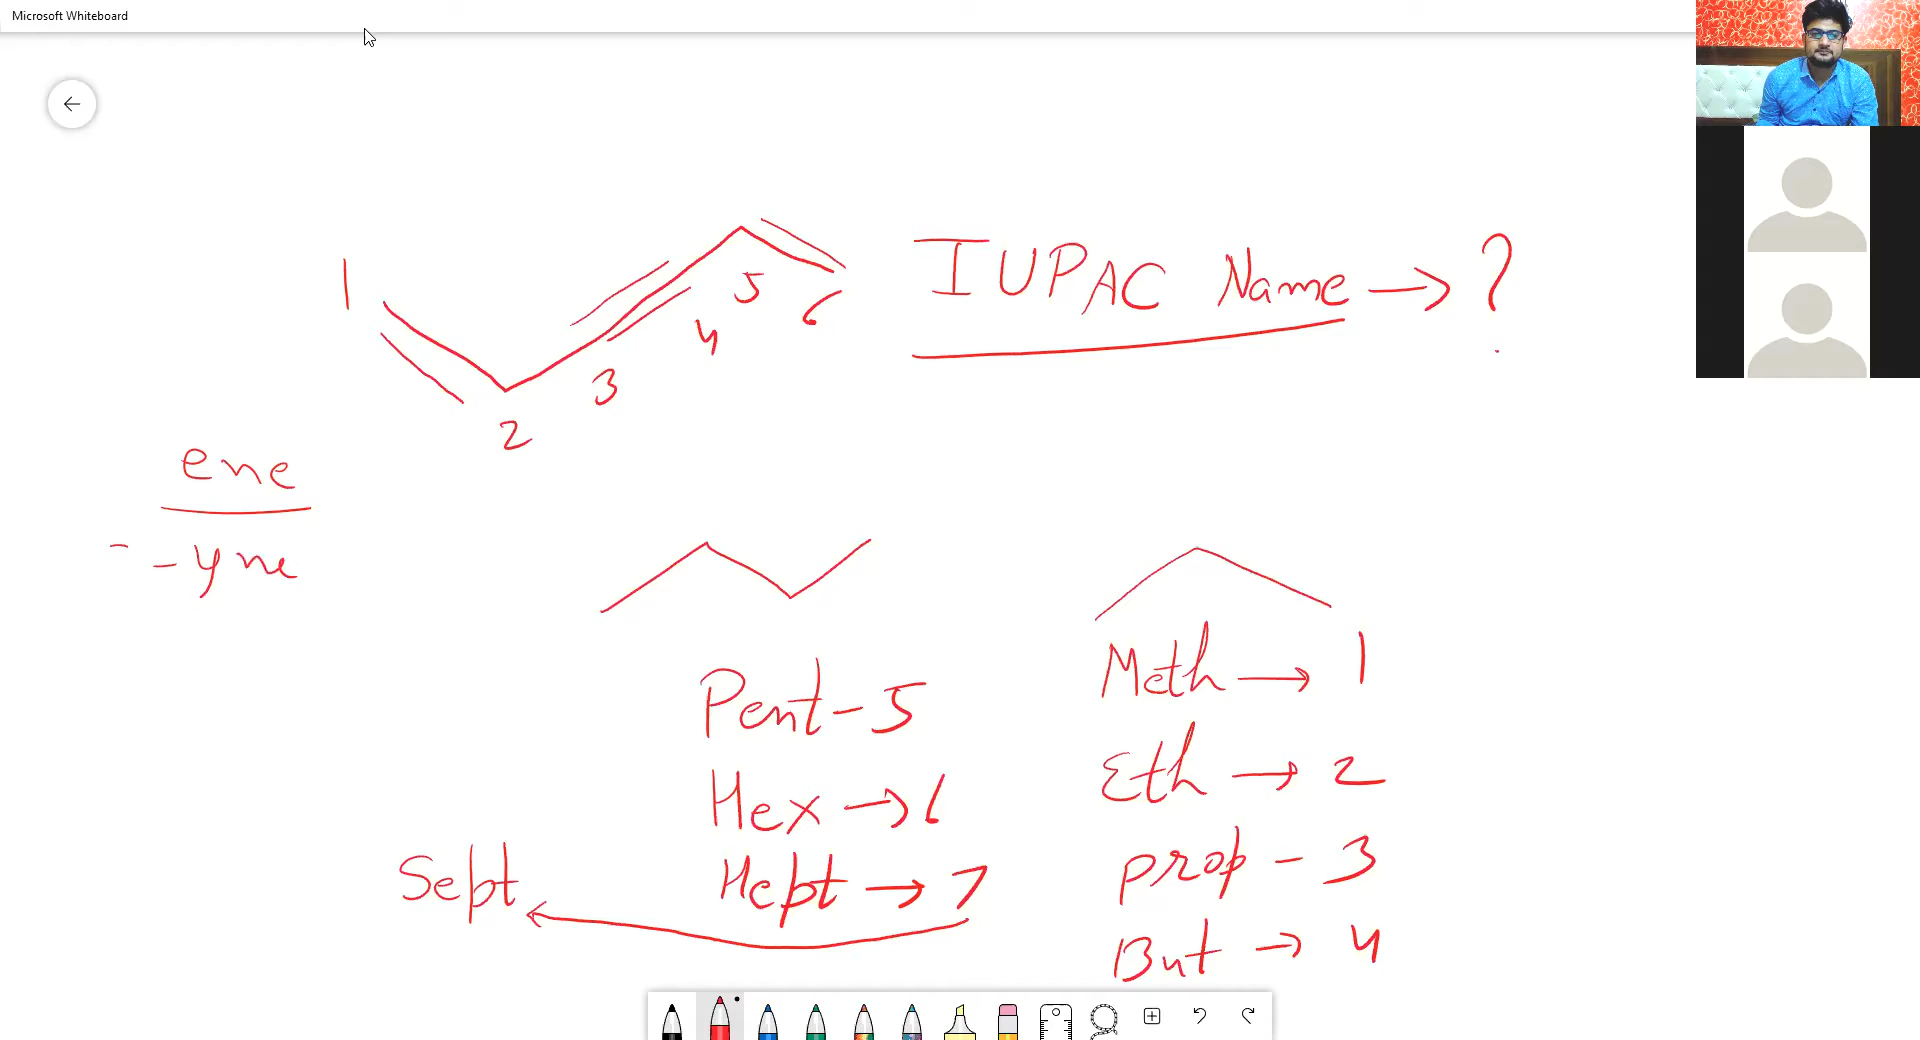 Microsoft Whiteboard
IUPAC Name → ?
1
2
3
4
5
6
ene
- yne
Pent - 5
Hex → 6
Hept → 7
Sept
Meth → 1
Eth → 2
prop - 3
But → 4